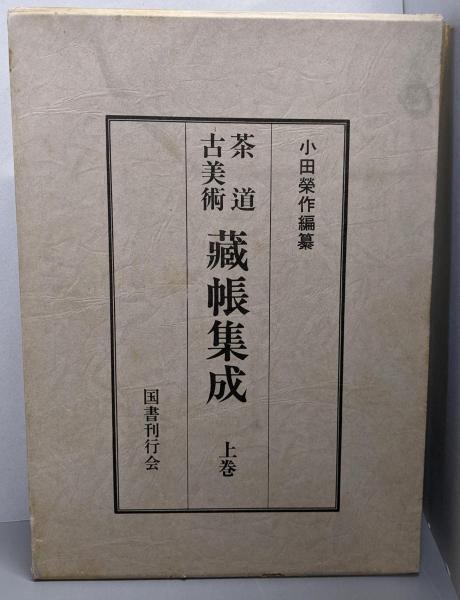 小田榮作編纂
茶道
古美術
藏帳集成
上巻
国書刊行会